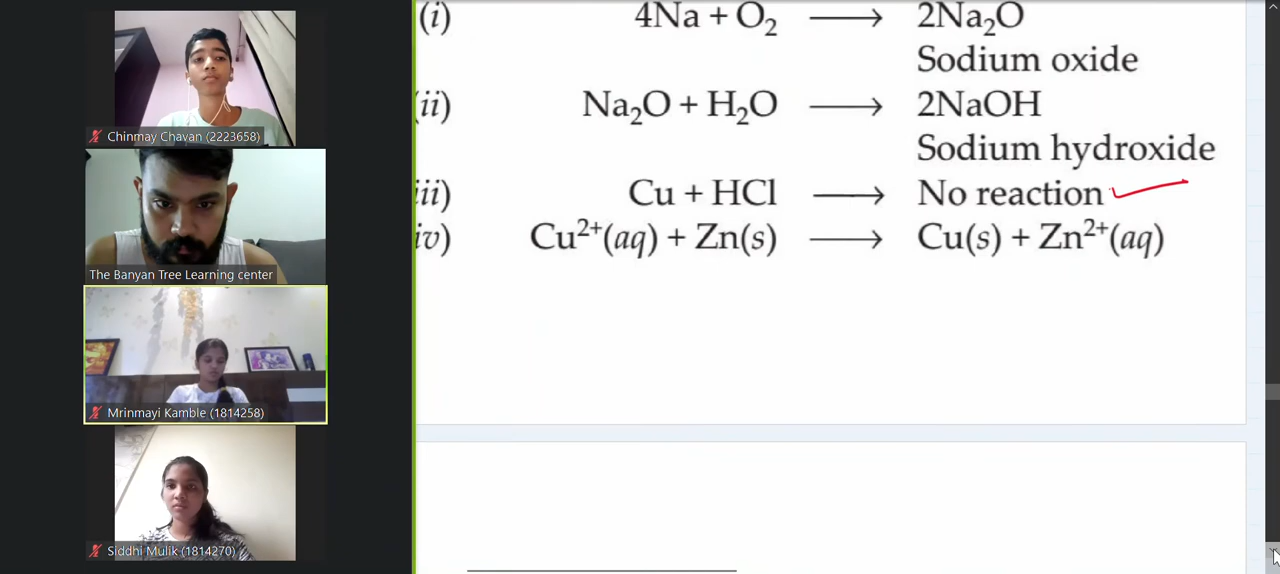 Chinmay Chavan (2223658)
The Banyan Tree Learning center
Mrinmayi Kamble (1814258)
Siddhi Mulik (1814270)
(i) 4Na + O₂ ⟶ 2Na₂O
Sodium oxide
ii) Na₂O + H₂O ⟶ 2NaOH
Sodium hydroxide
iii) Cu + HCl ⟶ No reaction
iv) Cu²⁺(aq) + Zn(s) ⟶ Cu(s) + Zn²⁺(aq)